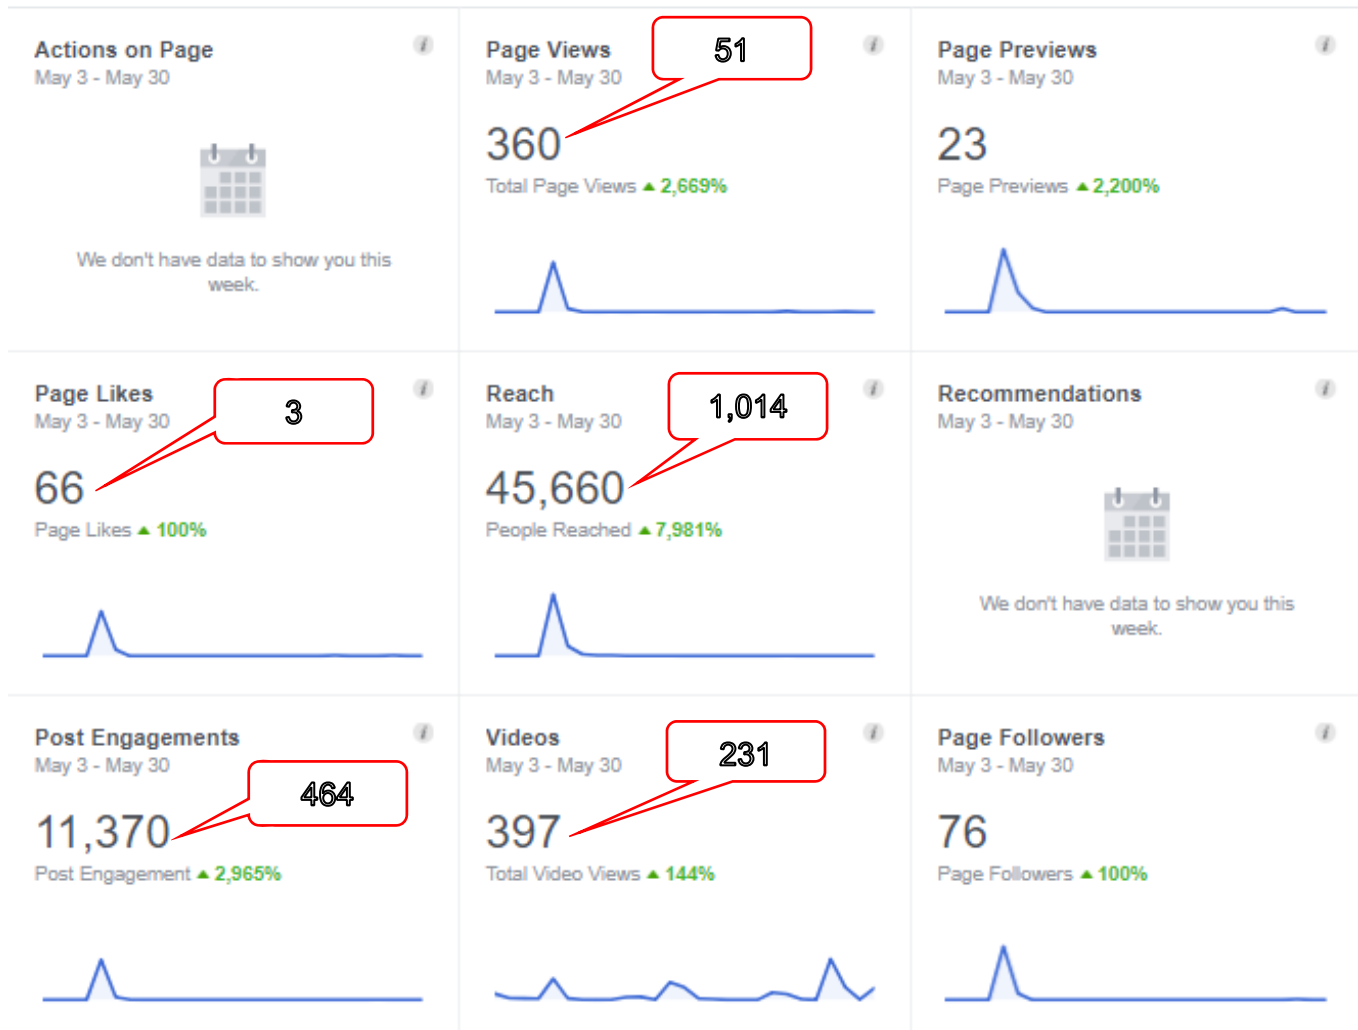 Actions on Page
May 3 - May 30
We don't have data to show you this
week.
Page Views
May 3 - May 30
51
360
Total Page Views ▲ 2,669%
Page Previews
May 3 - May 30
23
Page Previews ▲ 2,200%
Page Likes
May 3 - May 30
3
66
Page Likes ▲ 100%
Reach
May 3 - May 30
1,014
45,660
People Reached ▲ 7,981%
Recommendations
May 3 - May 30
We don't have data to show you this
week.
Post Engagements
May 3 - May 30
464
11,370
Post Engagement ▲ 2,965%
Videos
May 3 - May 30
231
397
Total Video Views ▲ 144%
Page Followers
May 3 - May 30
76
Page Followers ▲ 100%